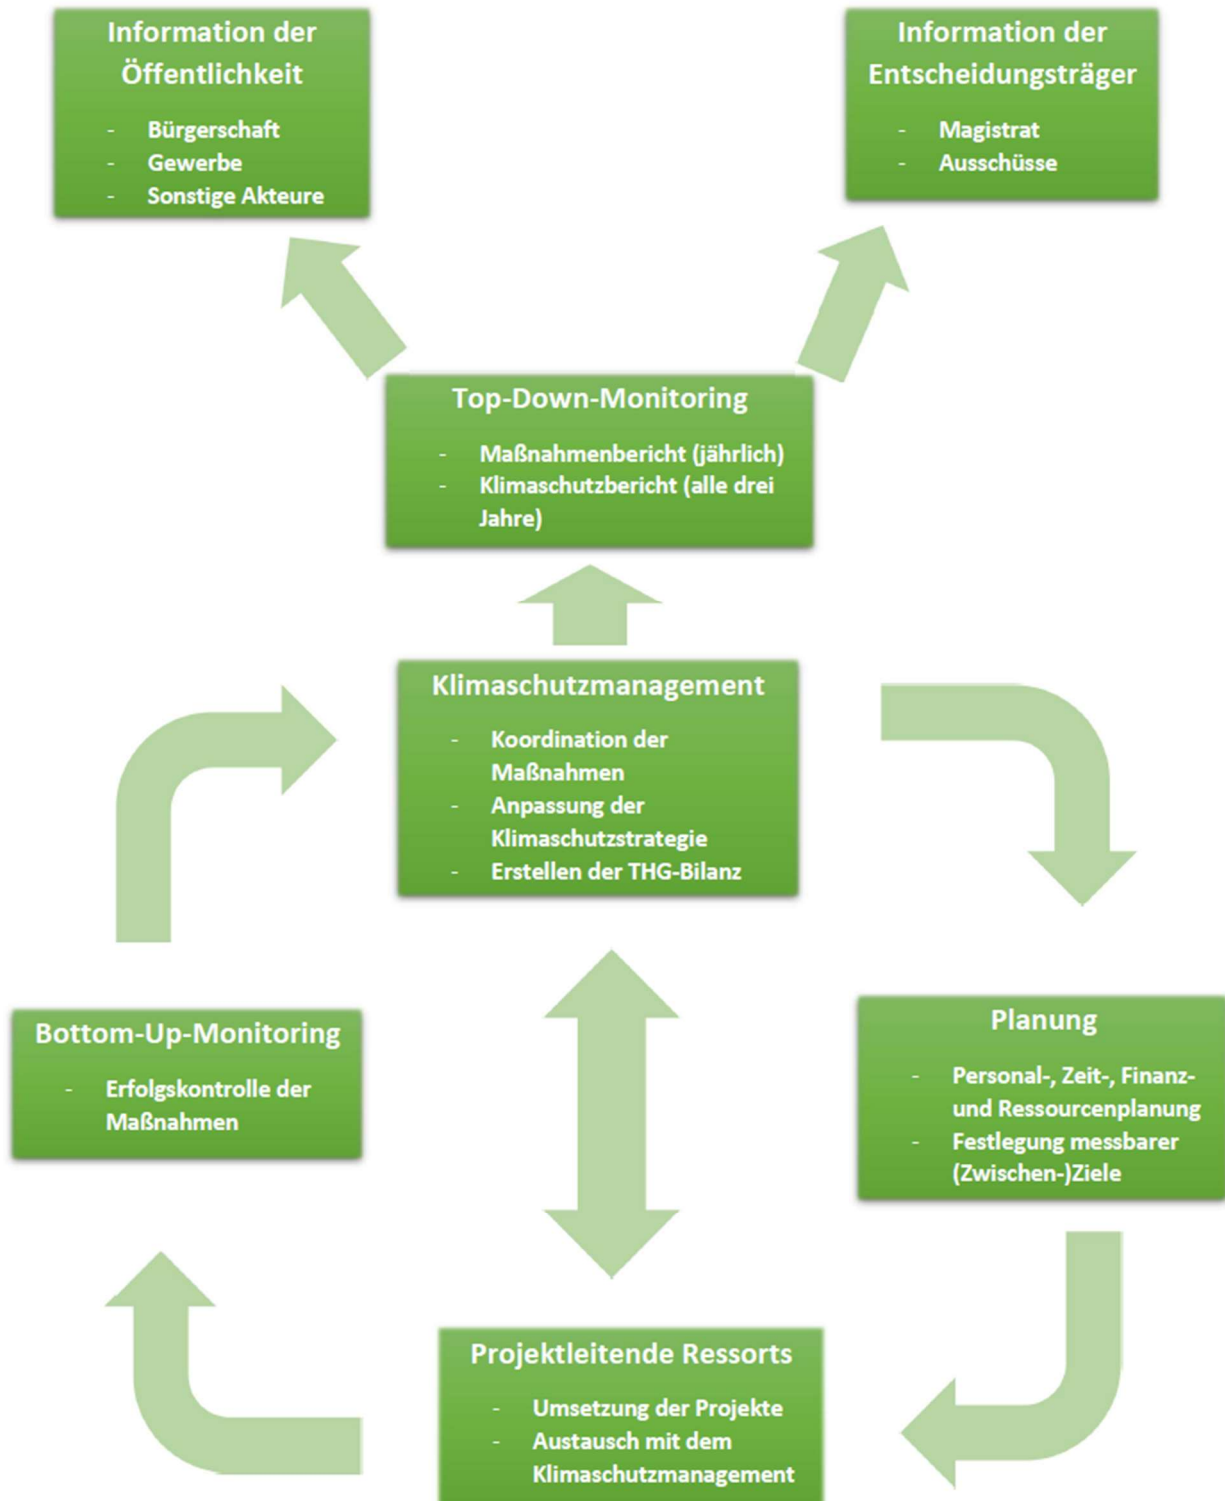 Information der
Öffentlichkeit
- Bürgerschaft
- Gewerbe
- Sonstige Akteure
Information der
Entscheidungsträger
- Magistrat
- Ausschüsse
Top-Down-Monitoring
- Maßnahmenbericht (jährlich)
- Klimaschutzbericht (alle drei
Jahre)
Klimaschutzmanagement
- Koordination der
Maßnahmen
- Anpassung der
Klimaschutzstrategie
- Erstellen der THG-Bilanz
Bottom-Up-Monitoring
- Erfolgskontrolle der
Maßnahmen
Planung
- Personal-, Zeit-, Finanz-
und Ressourcenplanung
- Festlegung messbarer
(Zwischen-)Ziele
Projektleitende Ressorts
- Umsetzung der Projekte
- Austausch mit dem
Klimaschutzmanagement